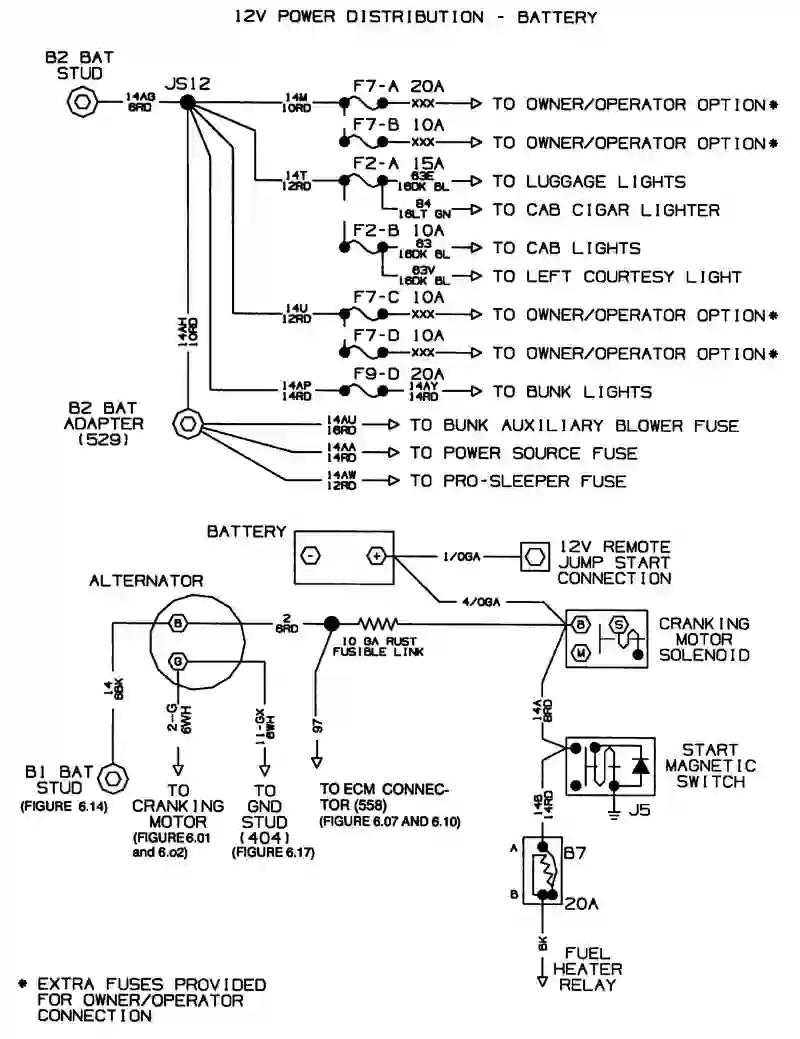 12V POWER DISTRIBUTION - BATTERY
B2 BAT
STUD
14AG
6RD
JS12
14M
10RD
F7-A 20A
XXX
TO OWNER/OPERATOR OPTION*
F7-B 10A
XXX
TO OWNER/OPERATOR OPTION*
14T
12RD
F2-A 15A
63E
16DK BL
TO LUGGAGE LIGHTS
64
16LT GN
TO CAB CIGAR LIGHTER
F2-B 10A
63
16DK BL
TO CAB LIGHTS
63V
16DK BL
TO LEFT COURTESY LIGHT
14U
12RD
F7-C 10A
XXX
TO OWNER/OPERATOR OPTION*
F7-D 10A
XXX
TO OWNER/OPERATOR OPTION*
14AH
10RD
14AP
14RD
F9-D 20A
14AY
14RD
TO BUNK LIGHTS
B2 BAT
ADAPTER
(529)
14AU
16RD
TO BUNK AUXILIARY BLOWER FUSE
14AA
14RD
TO POWER SOURCE FUSE
14AW
12RD
TO PRO-SLEEPER FUSE
BATTERY
-
+
1/0GA
12V REMOTE
JUMP START
CONNECTION
4/0GA
ALTERNATOR
B
G
2
6RD
10 GA RUST
FUSIBLE LINK
B
S
M
CRANKING
MOTOR
SOLENOID
14
6BK
2-G
6WH
11-GX
6WH
97
14A
8RD
B1 BAT
STUD
(FIGURE 6.14)
TO
CRANKING
MOTOR
(FIGURE6.01
and 6.o2)
TO
GND
STUD
(404)
(FIGURE 6.17)
TO ECM CONNEC-
TOR (558)
(FIGURE 6.07 AND 6.10)
START
MAGNETIC
SWITCH
J5
14B
14RD
A
B7
B
20A
BK
FUEL
HEATER
RELAY
* EXTRA FUSES PROVIDED
FOR OWNER/OPERATOR
CONNECTION